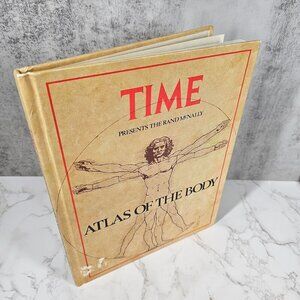 TIME
PRESENTS THE RAND McNALLY
ATLAS OF THE BODY